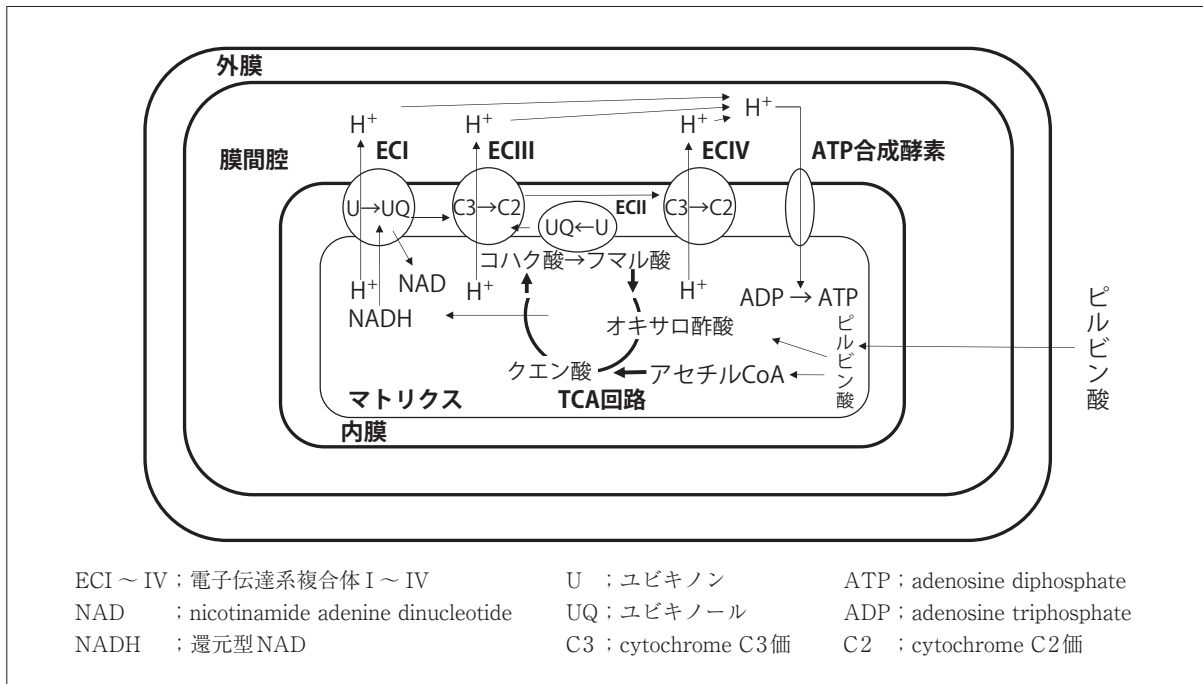 外膜
H⁺
H⁺ H⁺ H⁺
膜間腔 ECI ECIII ECIV ATP合成酵素
U→UQ C3→C2 ECII C3→C2
UQ←U
コハク酸→フマル酸
NAD
H⁺ H⁺ H⁺ ADP → ATP
NADH
オキサロ酢酸
ピルビン酸
ピルビン酸
クエン酸 アセチルCoA
マトリクス TCA回路
内膜
ECI ~ IV ; 電子伝達系複合体 I ~ IV U ; ユビキノン ATP ; adenosine diphosphate
NAD ; nicotinamide adenine dinucleotide UQ ; ユビキノール ADP ; adenosine triphosphate
NADH ; 還元型NAD C3 ; cytochrome C3価 C2 ; cytochrome C2価